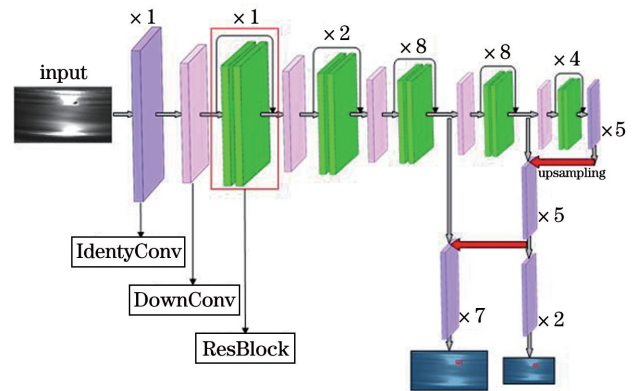 × 1
× 1
× 2
× 8
× 8
× 4
input
× 5
upsampling
× 5
IdentyConv
DownConv
× 7
× 2
ResBlock